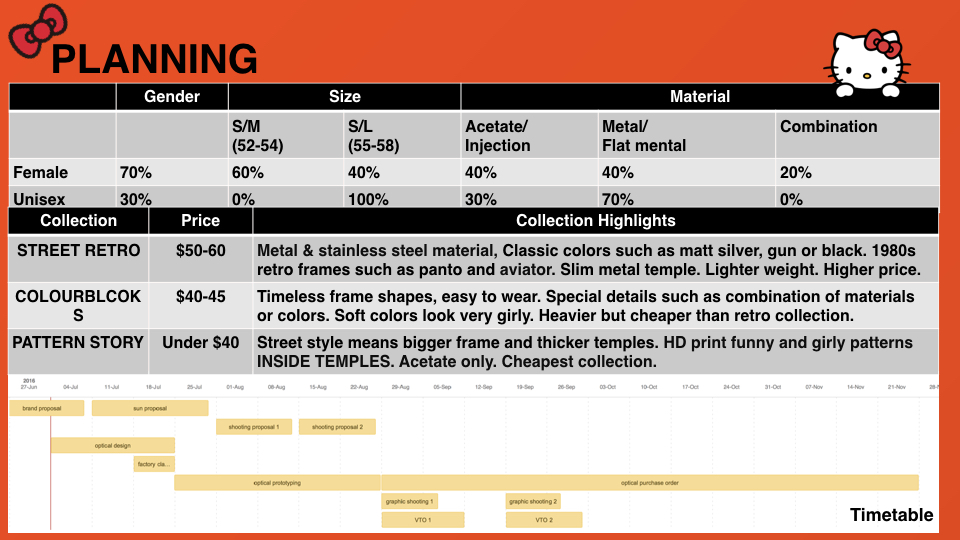 PLANNING
Gender Size Material
S/M (52-54) S/L (55-58) Acetate/ Injection Metal/ Flat mental Combination
Female 70% 60% 40% 40% 40% 20%
Unisex 30% 0% 100% 30% 70% 0%
Collection Price Collection Highlights
STREET RETRO $50-60 Metal & stainless steel material, Classic colors such as matt silver, gun or black. 1980s
retro frames such as panto and aviator. Slim metal temple. Lighter weight. Higher price.
COLOURBLCOK $40-45 Timeless frame shapes, easy to wear. Special details such as combination of materials
S or colors. Soft colors look very girly. Heavier but cheaper than retro collection.
PATTERN STORY Under $40 Street style means bigger frame and thicker temples. HD print funny and girly patterns
INSIDE TEMPLES. Acetate only. Cheapest collection.
2016
27-Jun 04-Jul 11-Jul 18-Jul 25-Jul 01-Aug 08-Aug 15-Aug 22-Aug 29-Aug 05-Sep 12-Sep 19-Sep 26-Sep 03-Oct 10-Oct 17-Oct 24-Oct 31-Oct 07-Nov 14-Nov 21-Nov
brand proposal sun proposal
shooting proposal 1 shooting proposal 2
optical design
factory cla...
optical prototyping optical purchase order
graphic shooting 1 graphic shooting 2
VTO 1 VTO 2
Timetable